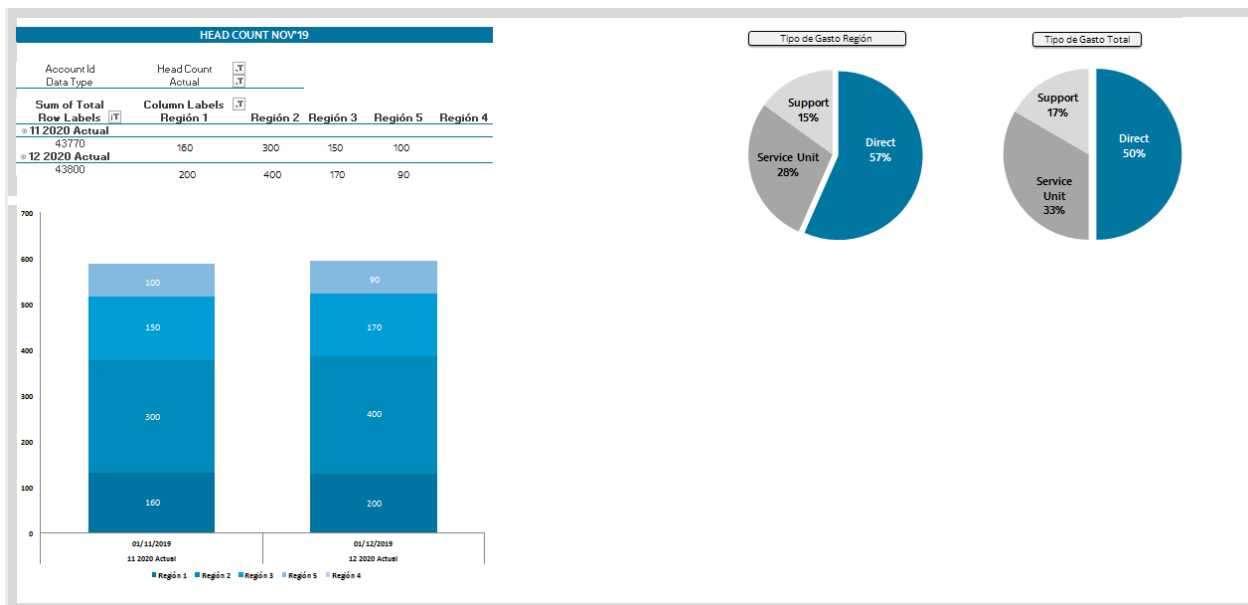 HEAD COUNT NOV'19
Account Id Head Count
Data Type Actual
Sum of Total Column Labels
Row Labels Región 1 Región 2 Región 3 Región 5 Región 4
11 2020 Actual
43770 160 300 150 100
12 2020 Actual
43800 200 400 170 90
700
600
500
400
300
200
100
0
100
150
300
160
90
170
400
200
01/11/2019 01/12/2019
11 2020 Actual 12 2020 Actual
Región 1 Región 2 Región 3 Región 5 Región 4
Tipo de Gasto Región
Support
15%
Direct
57%
Service Unit
28%
Tipo de Gasto Total
Support
17%
Direct
50%
Service
Unit
33%